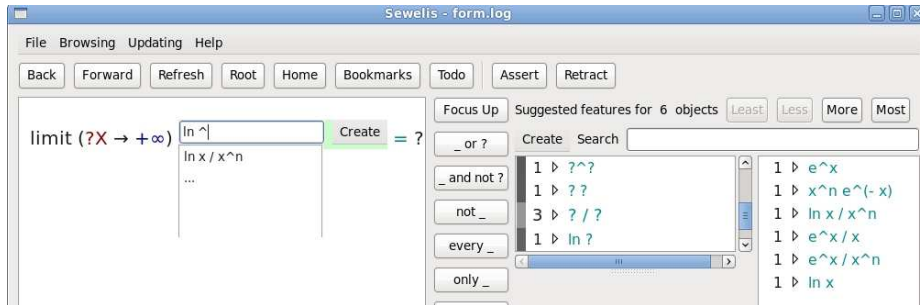 Sewelis - form.log
File Browsing Updating Help
Back Forward Refresh Root Home Bookmarks Todo Assert Retract
limit (?X → +∞) ln ^ Create = ?
ln x / x^n
...
Focus Up
_ or ?
_ and not ?
not _
every _
only _
Suggested features for 6 objects Least Less More Most
Create Search
1 ▷ ?^?
1 ▷ ? ?
3 ▷ ? / ?
1 ▷ ln ?
1 ▷ e^x
1 ▷ x^n e^(- x)
1 ▷ ln x / x^n
1 ▷ e^x / x
1 ▷ e^x / x^n
1 ▷ ln x